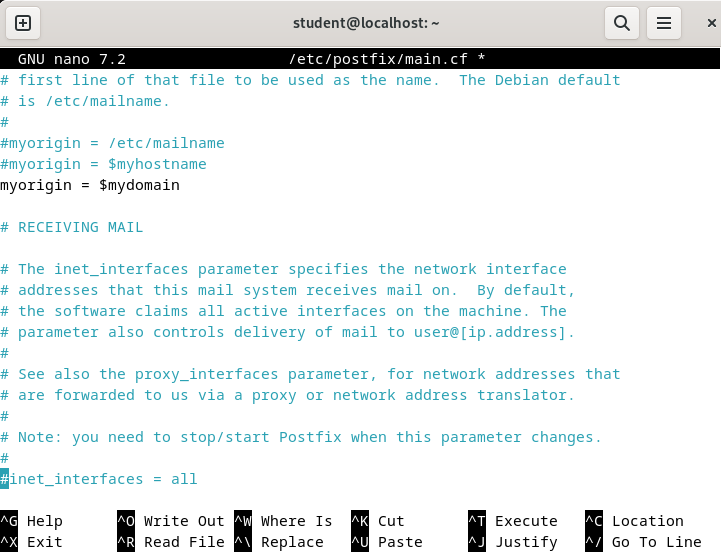 student@localhost: ~
GNU nano 7.2 /etc/postfix/main.cf *
# first line of that file to be used as the name.  The Debian default
# is /etc/mailname.
#
#myorigin = /etc/mailname
#myorigin = $myhostname
myorigin = $mydomain
# RECEIVING MAIL
# The inet_interfaces parameter specifies the network interface
# addresses that this mail system receives mail on.  By default,
# the software claims all active interfaces on the machine. The
# parameter also controls delivery of mail to user@[ip.address].
#
# See also the proxy_interfaces parameter, for network addresses that
# are forwarded to us via a proxy or network address translator.
#
# Note: you need to stop/start Postfix when this parameter changes.
#
#inet_interfaces = all
^G Help ^O Write Out ^W Where Is ^K Cut ^T Execute ^C Location
^X Exit ^R Read File ^\ Replace ^U Paste ^J Justify ^/ Go To Line